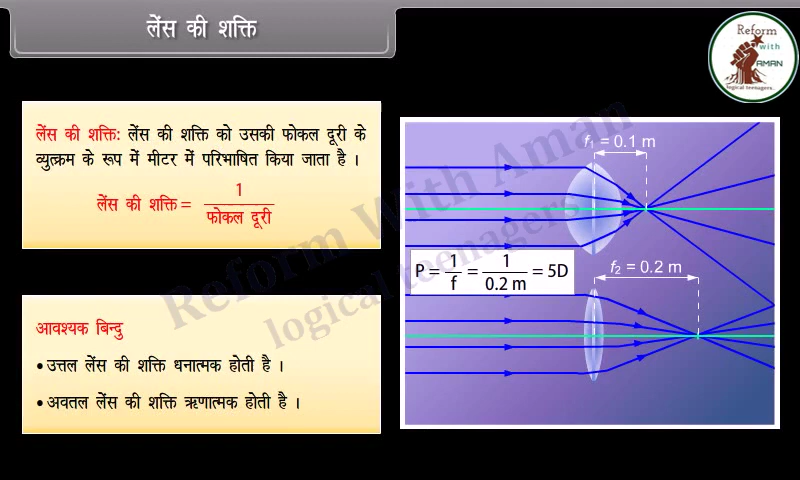 लेंस की शक्ति
Reform
with
AMAN
logical teenagers.
लेंस की शक्ति: लेंस की शक्ति को उसकी फोकल दूरी के
व्युत्क्रम के रूप में मीटर में परिभाषित किया जाता है ।
लेंस की शक्ति = 1
फोकल दूरी
आवश्यक बिन्दु
• उत्तल लेंस की शक्ति धनात्मक होती है ।
• अवतल लेंस की शक्ति ऋणात्मक होती है ।
f₁ = 0.1 m
P = 1/f = 1/0.2 m = 5D
f₂ = 0.2 m
Reform With Aman
logical teenagers